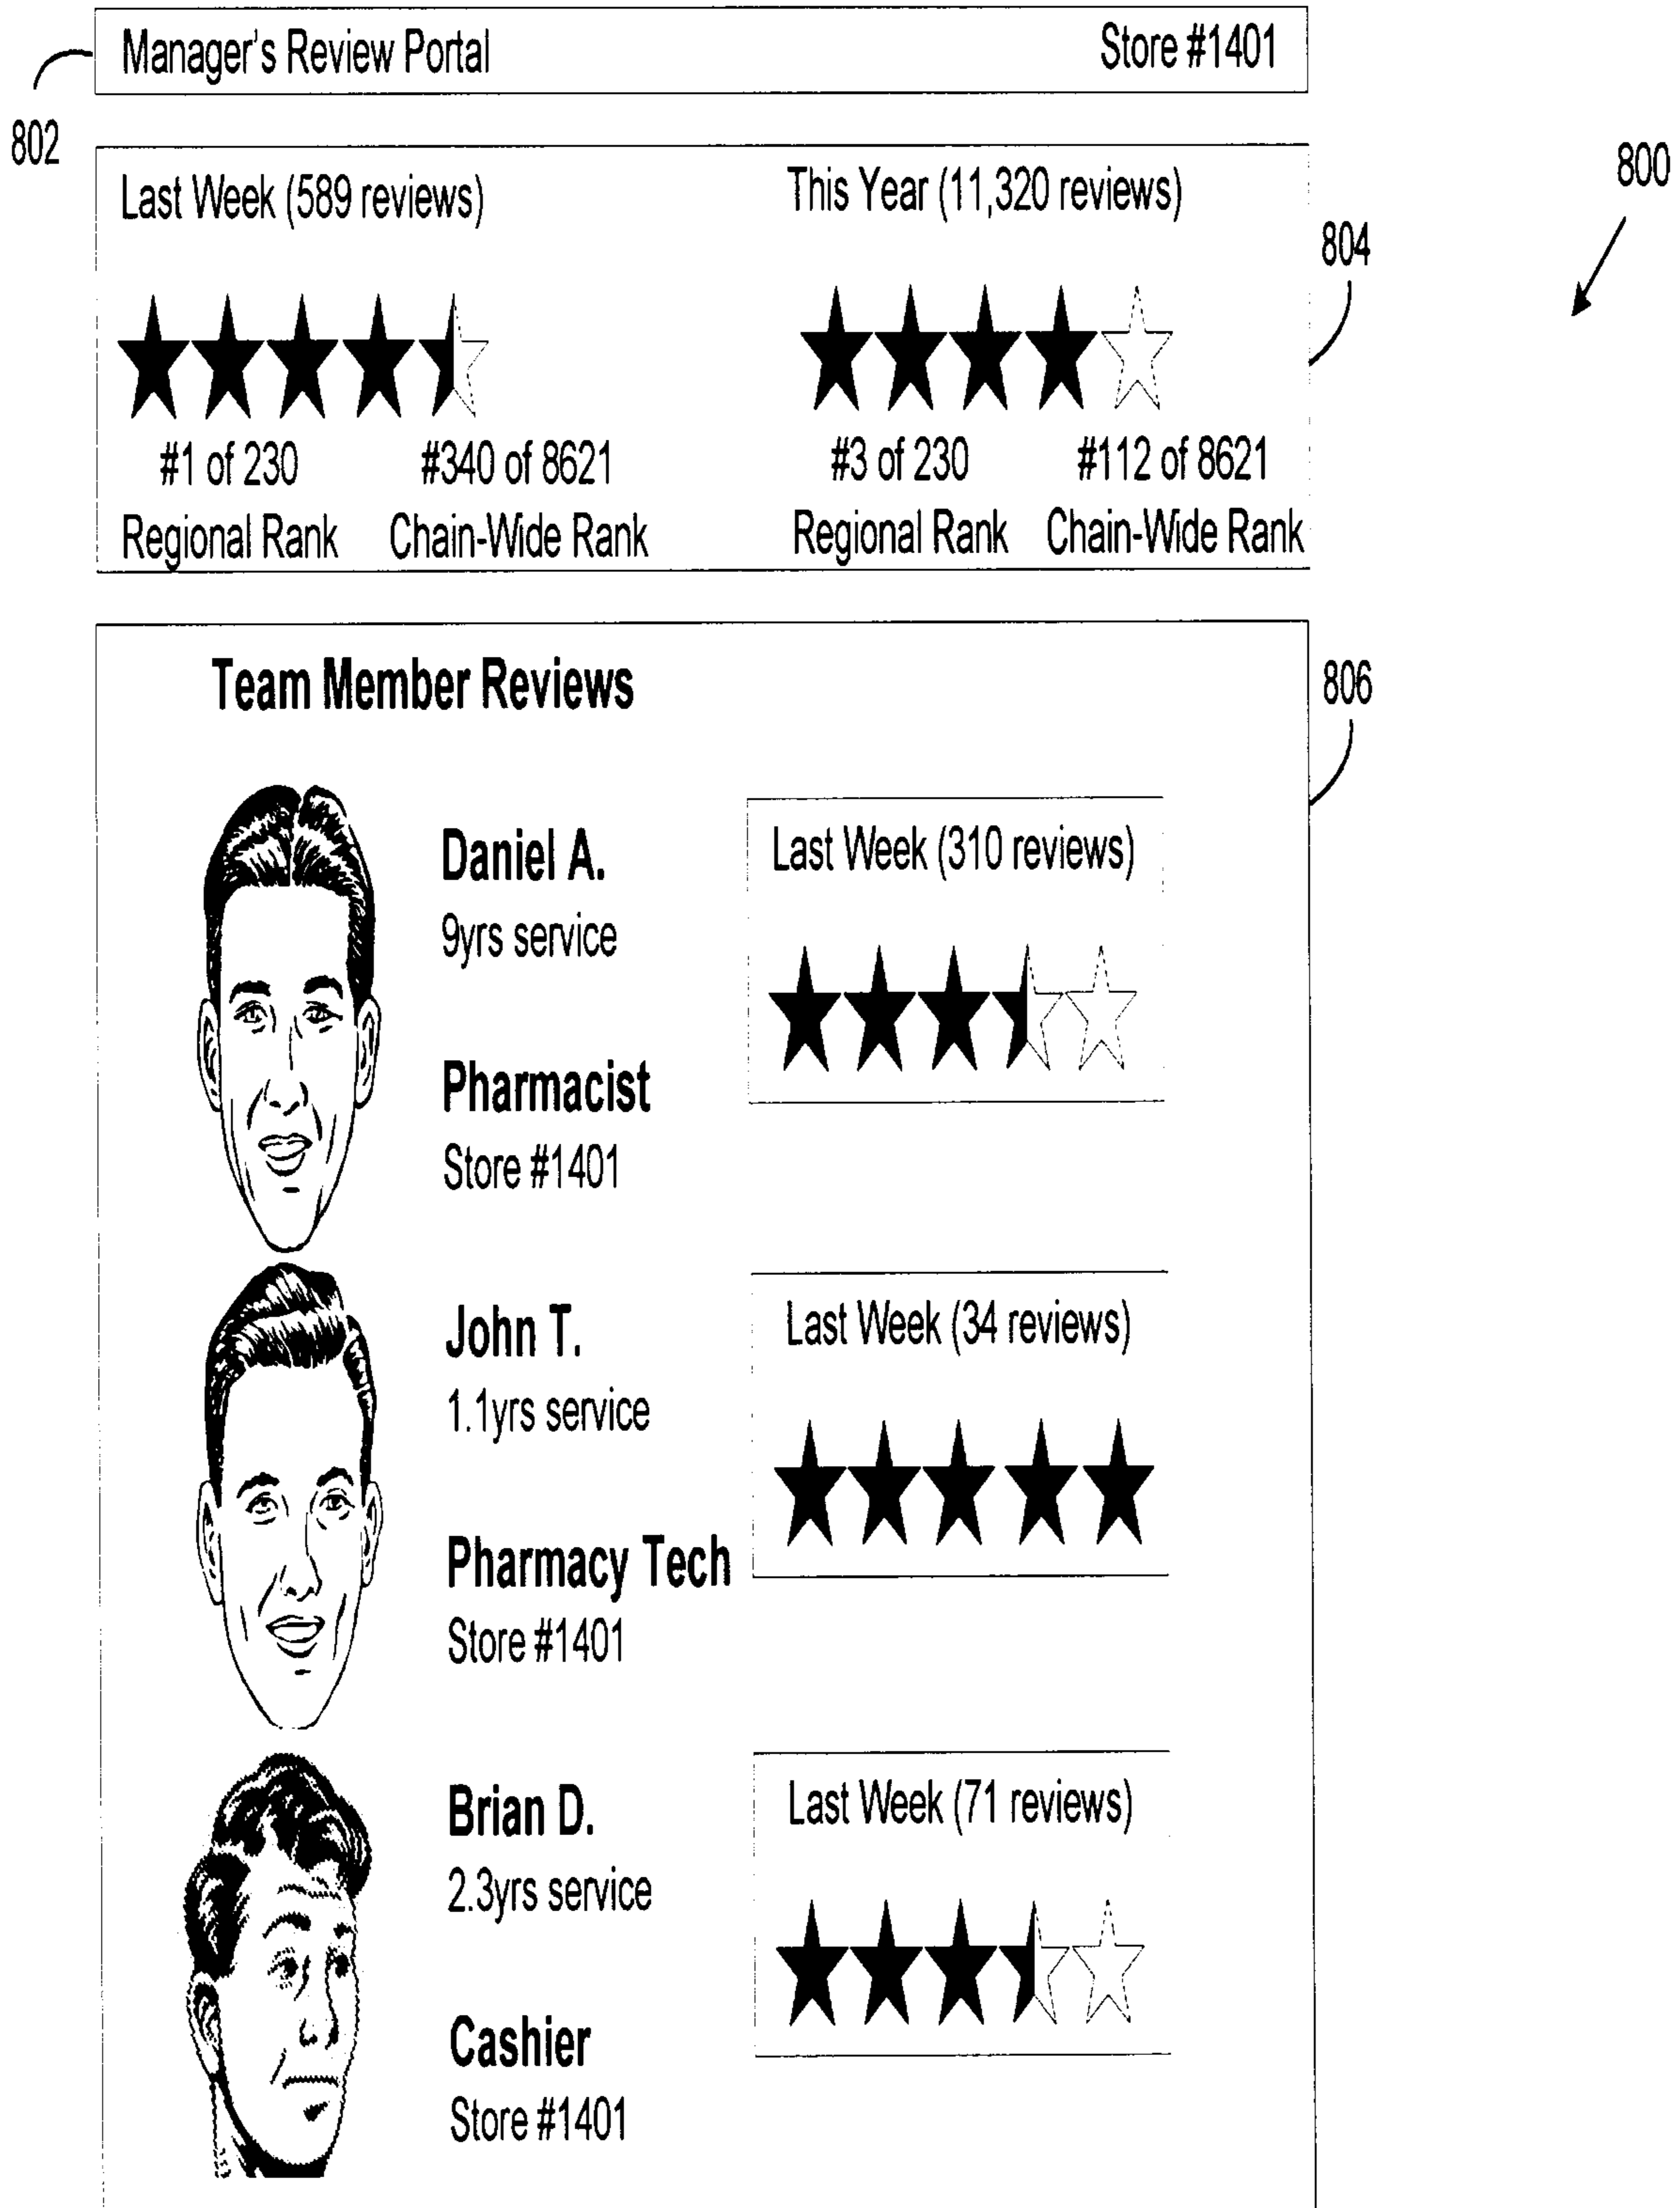 Manager's Review Portal Store #1401
802
800
Last Week (589 reviews) This Year (11,320 reviews)
804
#1 of 230 #340 of 8621 #3 of 230 #112 of 8621
Regional Rank Chain-Wide Rank Regional Rank Chain-Wide Rank
Team Member Reviews
806
Daniel A.
9yrs service
Pharmacist
Store #1401
Last Week (310 reviews)
John T.
1.1yrs service
Pharmacy Tech
Store #1401
Last Week (34 reviews)
Brian D.
2.3yrs service
Cashier
Store #1401
Last Week (71 reviews)